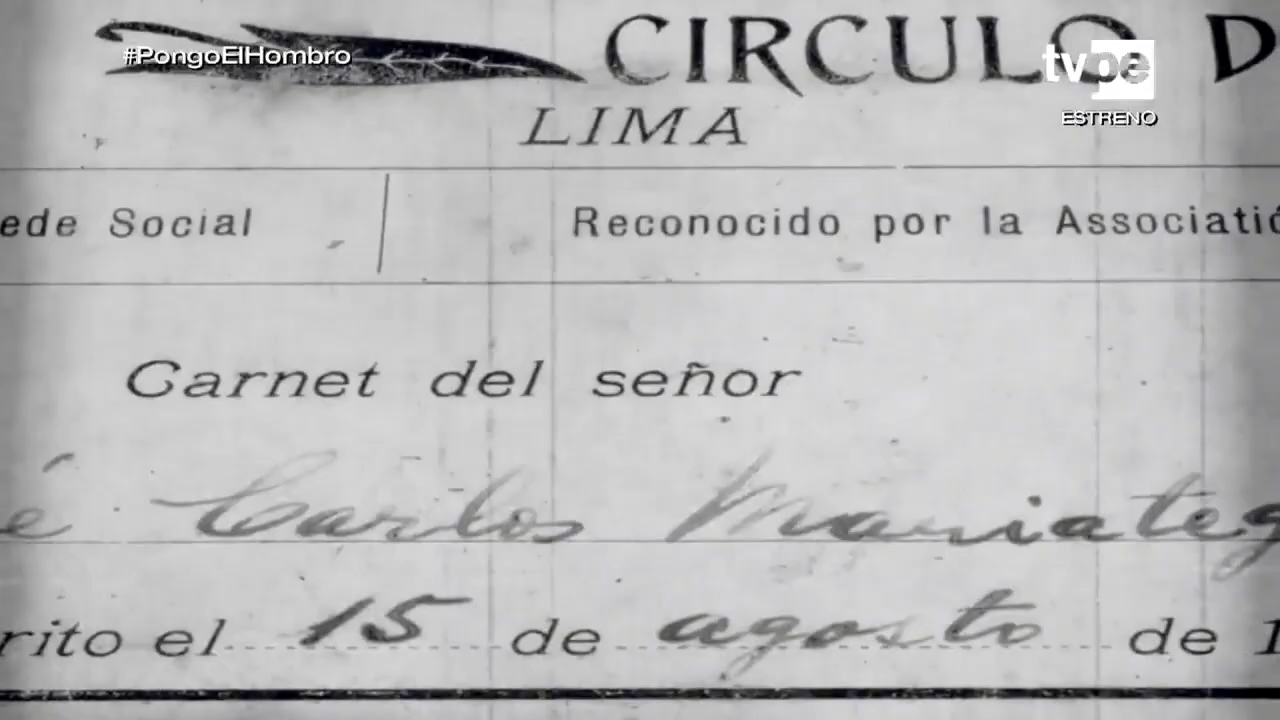 #PongoElHombro
CIRCULO D
tvpe
ESTRENO
LIMA
ede Social
Reconocido por la Associatió
Carnet del señor
é Carlos Mariateg
rito el 15 de agosto de 1